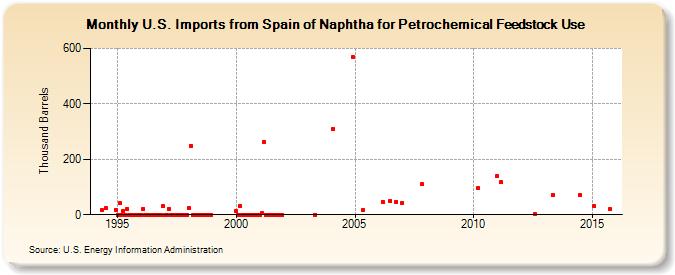 Monthly U.S. Imports from Spain of Naphtha for Petrochemical Feedstock Use
Thousand Barrels
600
400
200
0
1995 2000 2005 2010 2015
Source: U.S. Energy Information Administration